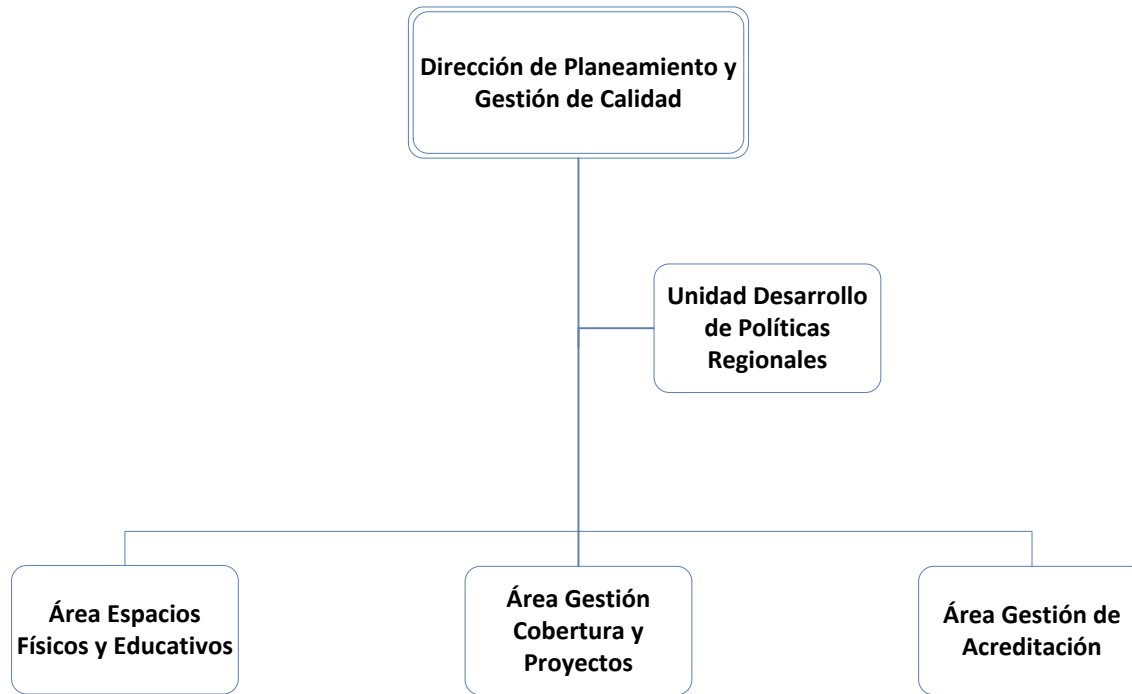 Dirección de Planeamiento y
Gestión de Calidad
Unidad Desarrollo
de Políticas
Regionales
Área Espacios
Físicos y Educativos
Área Gestión
Cobertura y
Proyectos
Área Gestión de
Acreditación